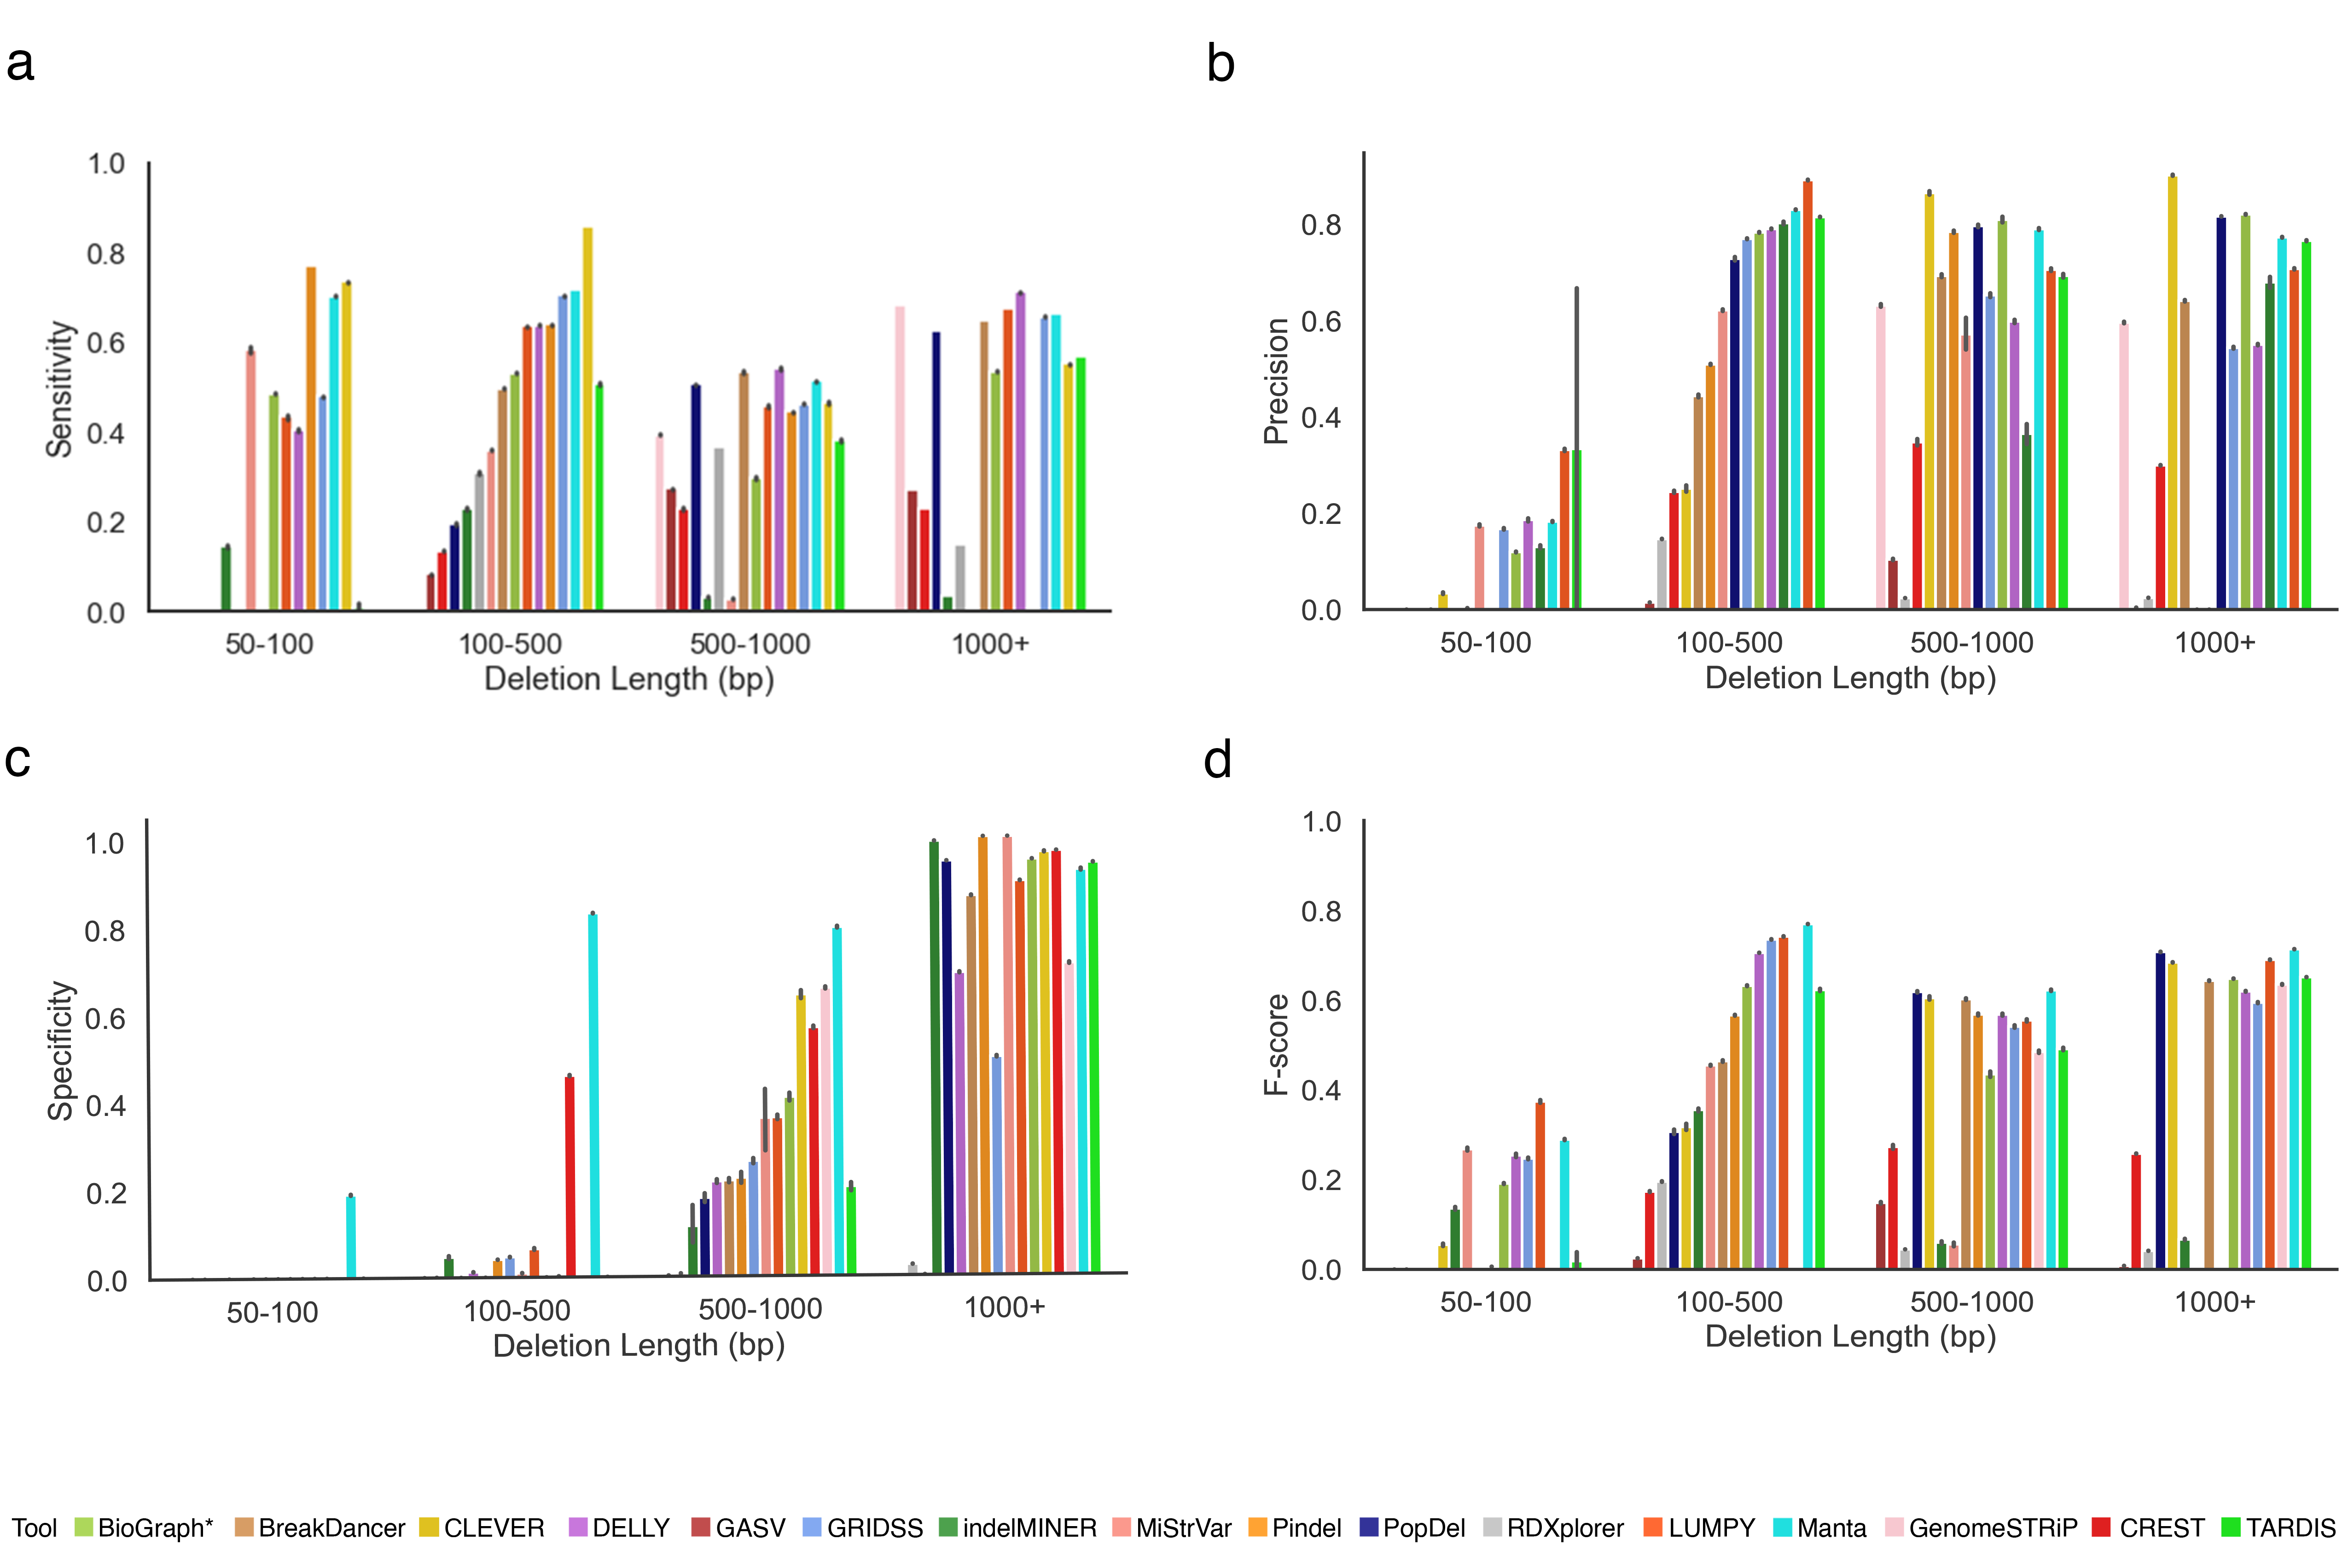 a
1.0
0.8
0.6
0.4
0.2
0.0
Sensitivity
50-100 100-500 500-1000 1000+
Deletion Length (bp)
b
0.8
0.6
0.4
0.2
0.0
Precision
50-100 100-500 500-1000 1000+
Deletion Length (bp)
c
1.0
0.8
0.6
0.4
0.2
0.0
Specificity
50-100 100-500 500-1000 1000+
Deletion Length (bp)
d
1.0
0.8
0.6
0.4
0.2
0.0
F-score
50-100 100-500 500-1000 1000+
Deletion Length (bp)
Tool BioGraph* BreakDancer CLEVER DELLY GASV GRIDSS indelMINER MiStrVar Pindel PopDel RDXplorer LUMPY Manta GenomeSTRiP CREST TARDIS